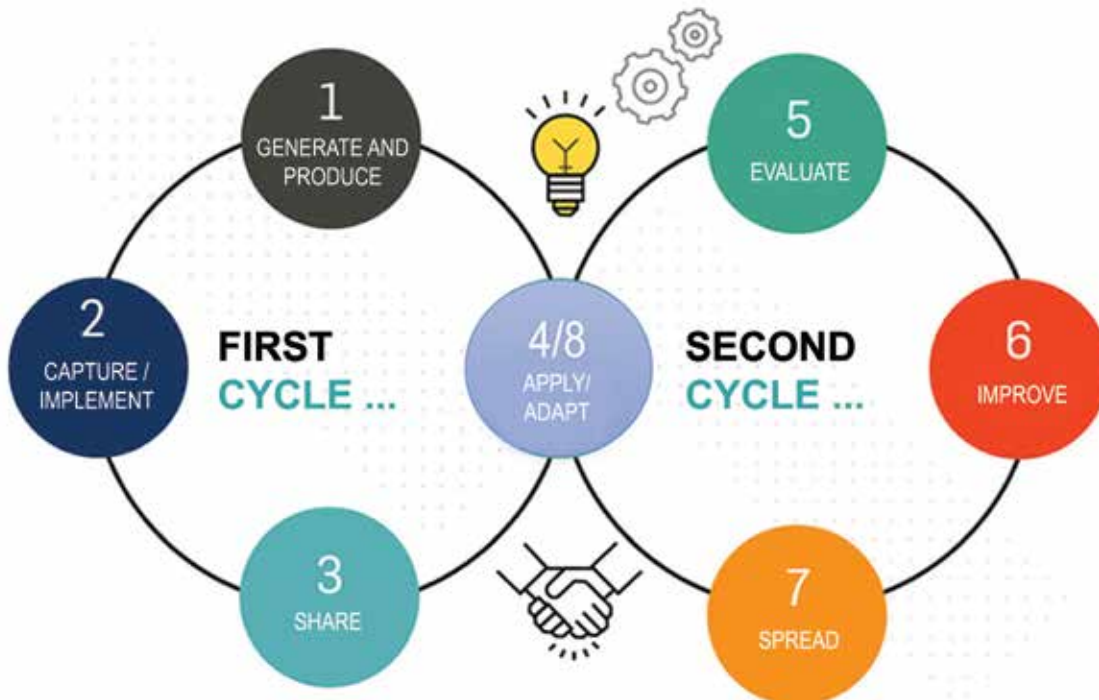 1
GENERATE AND
PRODUCE
2
CAPTURE /
IMPLEMENT
3
SHARE
FIRST
CYCLE ...
4/8
APPLY/
ADAPT
SECOND
CYCLE ...
5
EVALUATE
6
IMPROVE
7
SPREAD